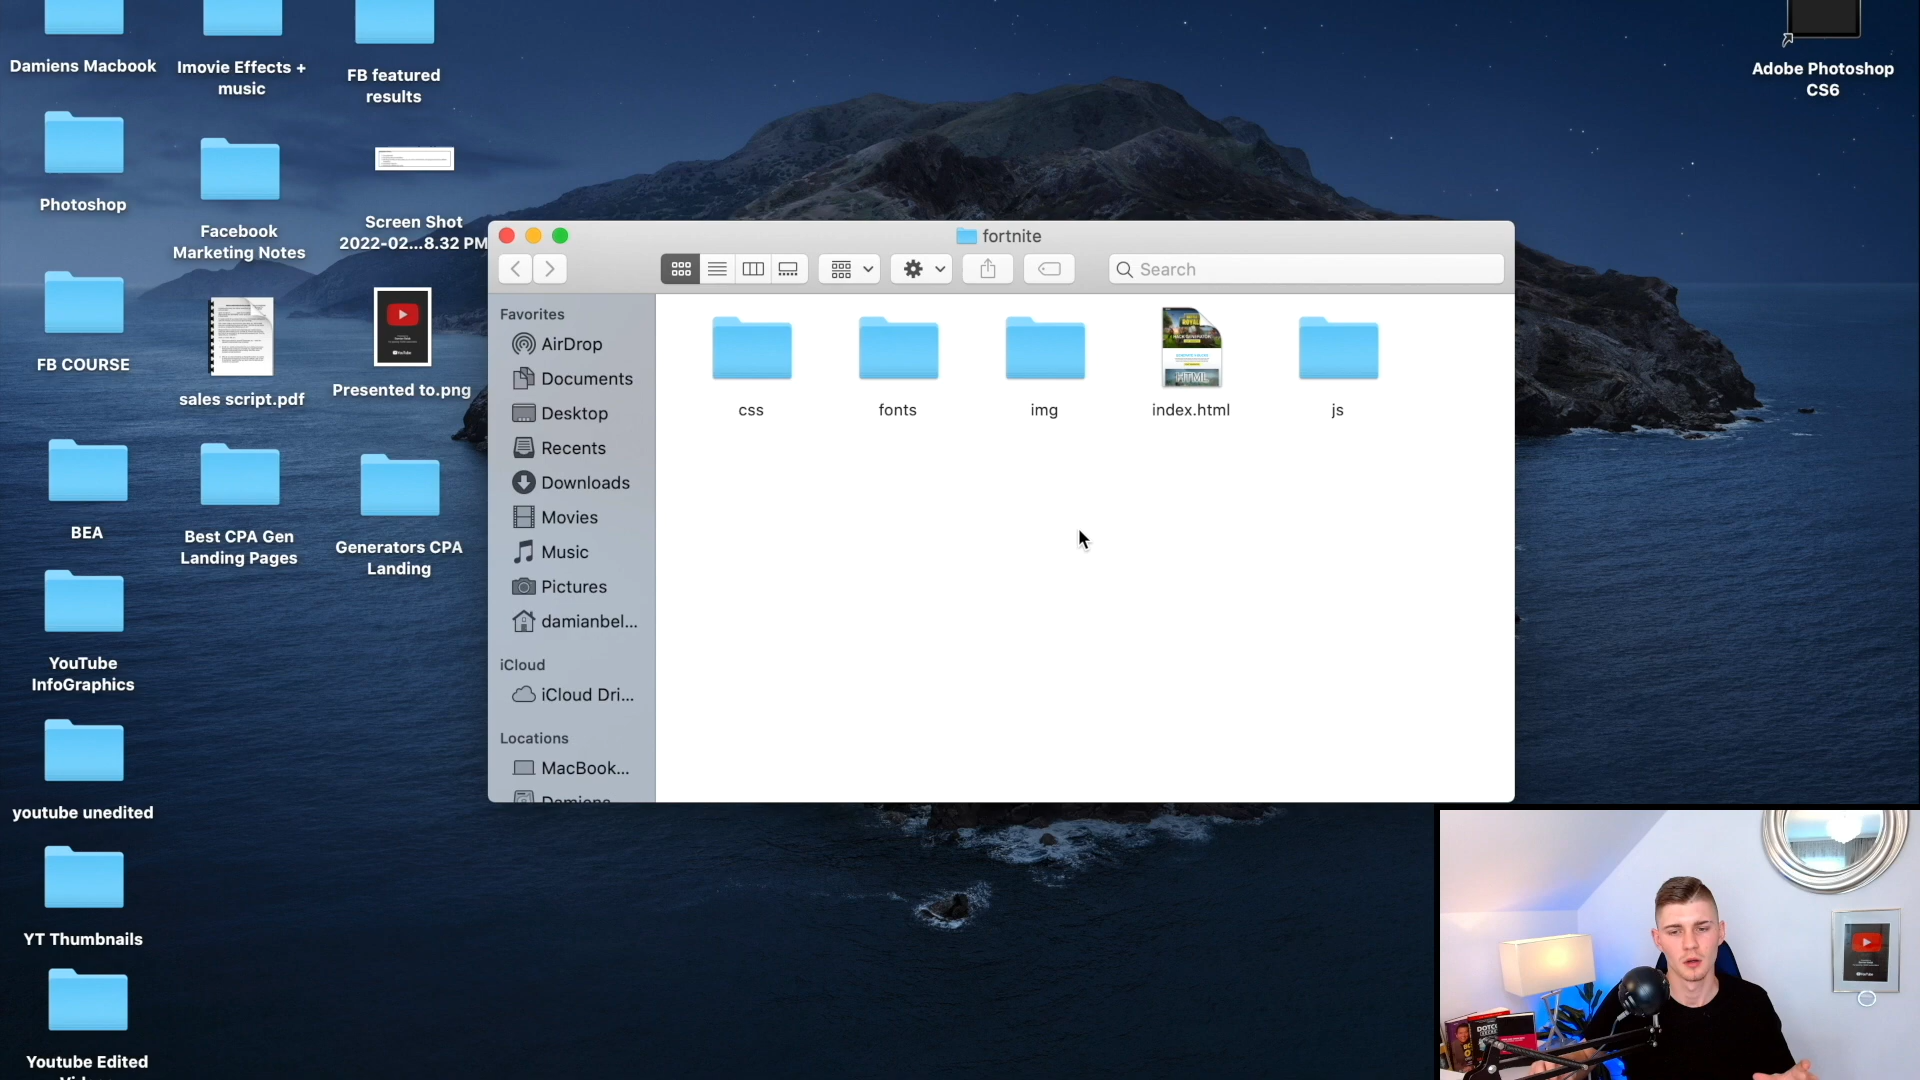 Damiens Macbook
Imovie Effects +
music
FB featured
results
Adobe Photoshop
CS6
Photoshop
Facebook
Marketing Notes
Screen Shot
2022-02...8.32 PM
FB COURSE
sales script.pdf
Presented to.png
BEA
Best CPA Gen
Landing Pages
Generators CPA
Landing
YouTube
InfoGraphics
youtube unedited
YT Thumbnails
Youtube Edited
fortnite
Search
Favorites
AirDrop
Documents
Desktop
Recents
Downloads
Movies
Music
Pictures
damianbel...
iCloud
iCloud Dri...
Locations
MacBook...
Damiens
css
fonts
img
HTML
index.html
js